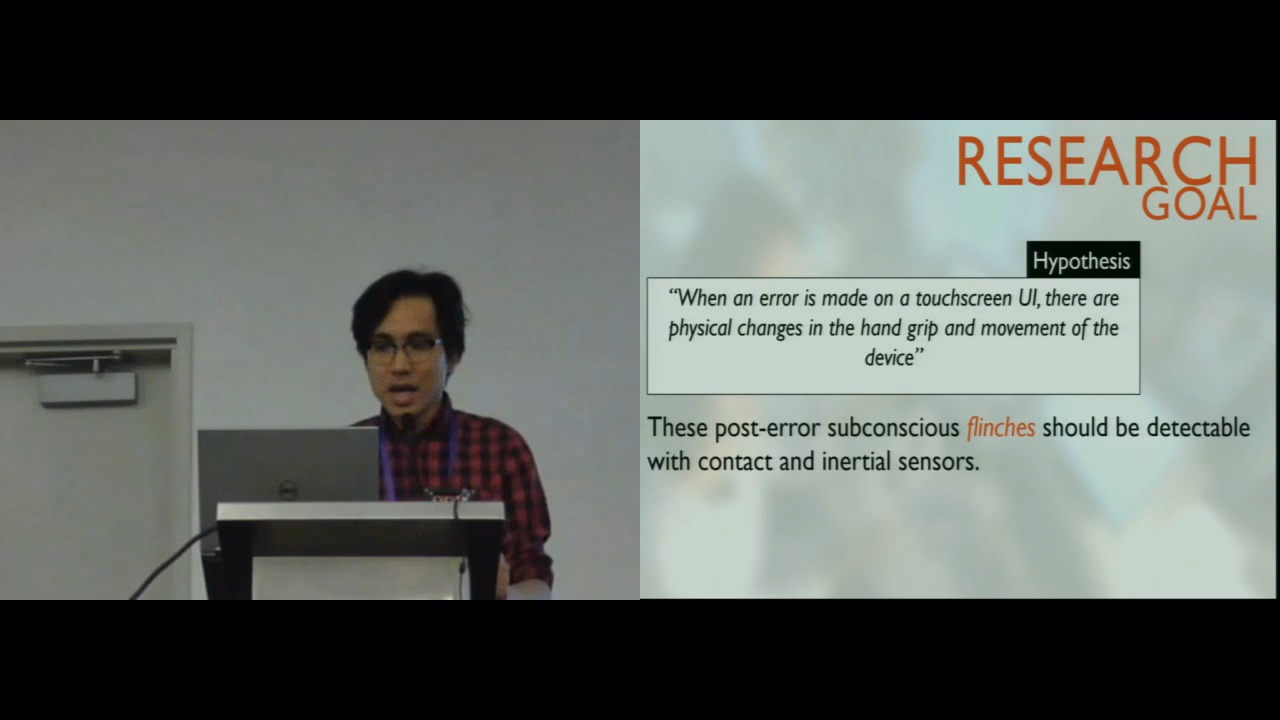 RESEARCH
GOAL
Hypothesis
“When an error is made on a touchscreen UI, there are
physical changes in the hand grip and movement of the
device”
These post-error subconscious flinches should be detectable
with contact and inertial sensors.